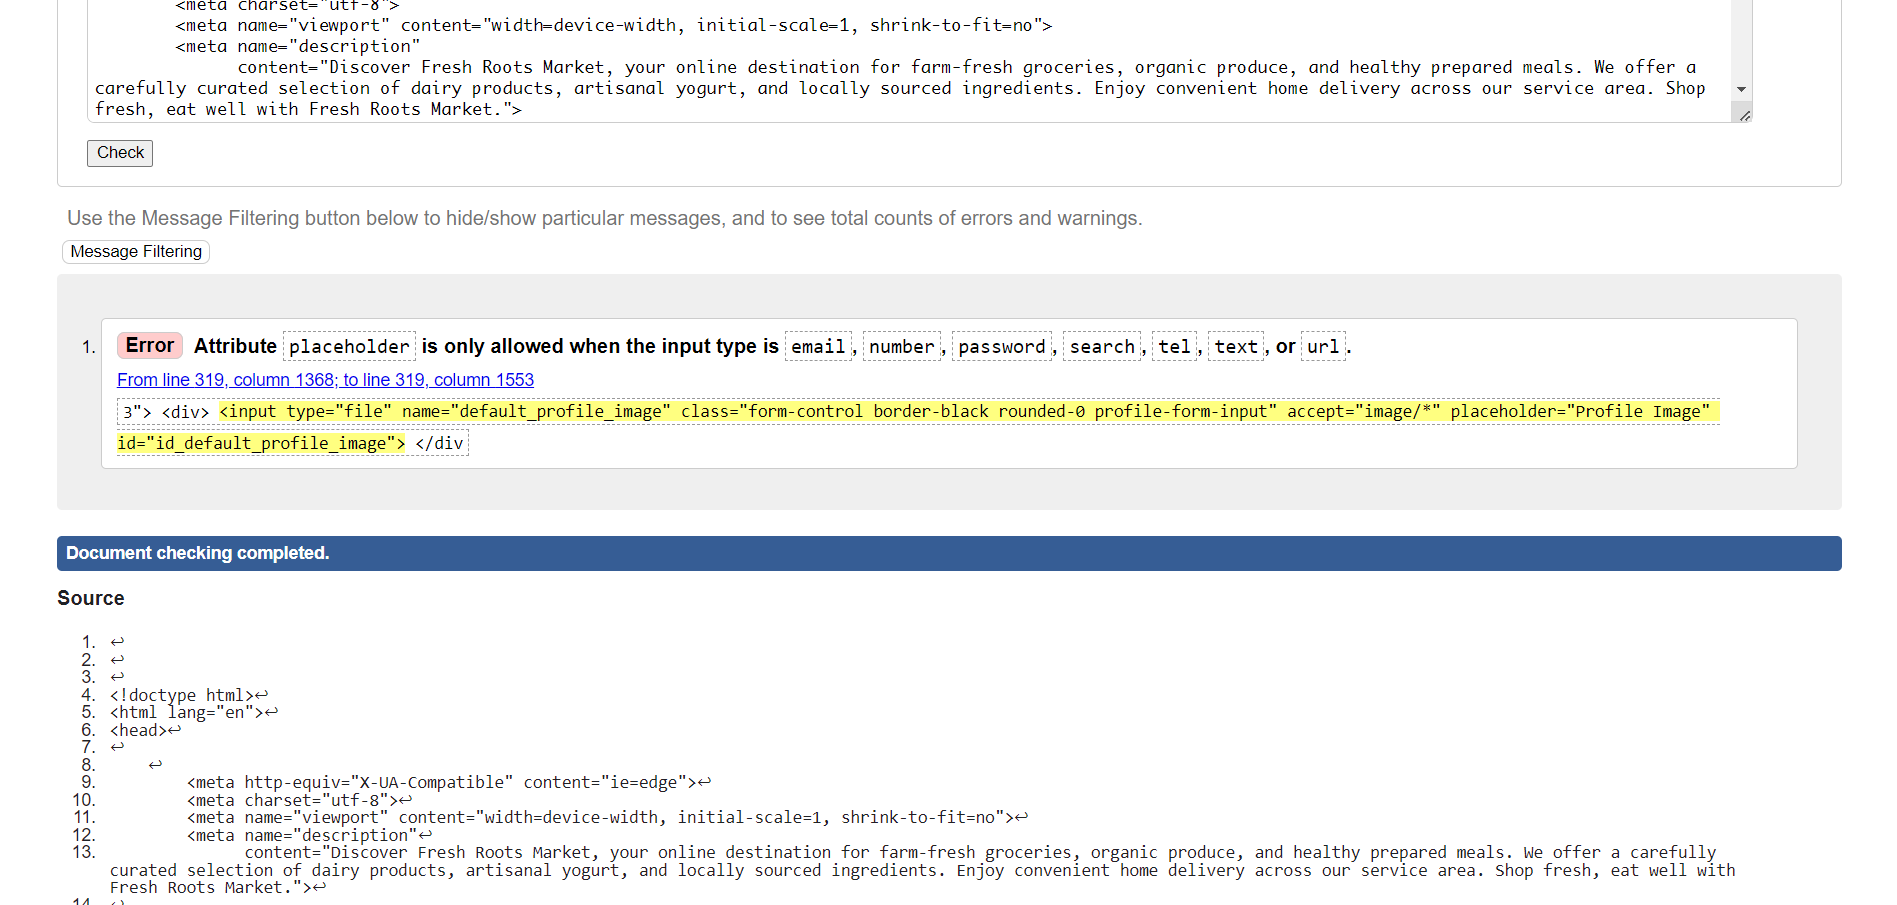 <meta charset="utf-8">
<meta name="viewport" content="width=device-width, initial-scale=1, shrink-to-fit=no">
<meta name="description"
content="Discover Fresh Roots Market, your online destination for farm-fresh groceries, organic produce, and healthy prepared meals. We offer a
carefully curated selection of dairy products, artisanal yogurt, and locally sourced ingredients. Enjoy convenient home delivery across our service area. Shop
fresh, eat well with Fresh Roots Market.">
Check
Use the Message Filtering button below to hide/show particular messages, and to see total counts of errors and warnings.
Message Filtering
1. Error Attribute placeholder is only allowed when the input type is email, number, password, search, tel, text, or url.
From line 319, column 1368; to line 319, column 1553
3"> <div> <input type="file" name="default_profile_image" class="form-control border-black rounded-0 profile-form-input" accept="image/*" placeholder="Profile Image"
id="id_default_profile_image"> </div
Document checking completed.
Source
1. ↩
2. ↩
3. ↩
4. <!doctype html>↩
5. <html lang="en">↩
6. <head>↩
7. ↩
8. ↩
9. <meta http-equiv="X-UA-Compatible" content="ie=edge">↩
10. <meta charset="utf-8">↩
11. <meta name="viewport" content="width=device-width, initial-scale=1, shrink-to-fit=no">↩
12. <meta name="description"↩
13. content="Discover Fresh Roots Market, your online destination for farm-fresh groceries, organic produce, and healthy prepared meals. We offer a carefully
curated selection of dairy products, artisanal yogurt, and locally sourced ingredients. Enjoy convenient home delivery across our service area. Shop fresh, eat well with
Fresh Roots Market.">↩
14. ↩